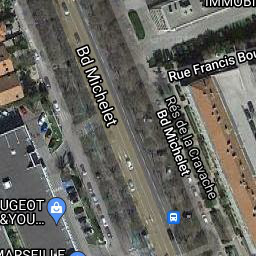 IMMOBI
Bd Michelet
Rue Francis Bou
Rés de la Cravache
Bd Michelet
UGEOT
&YOU...
MARSEILLE